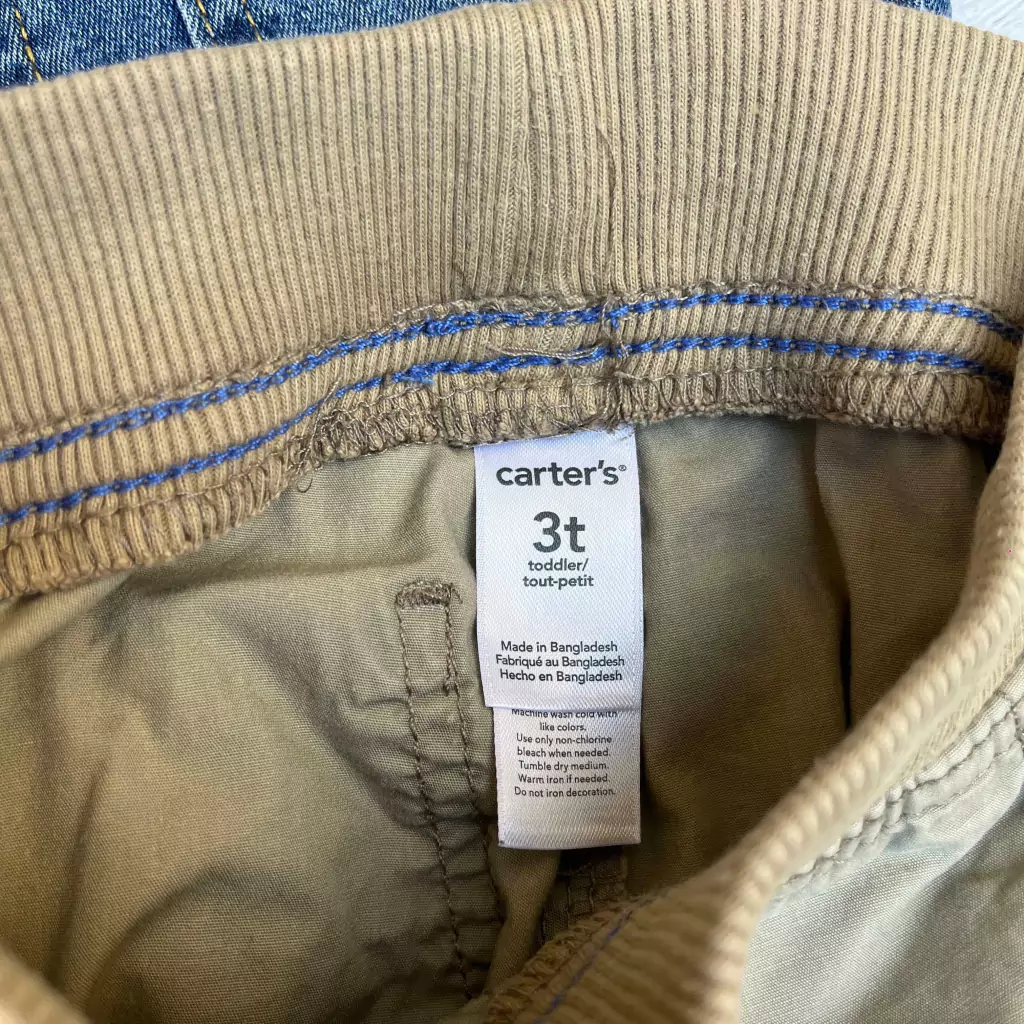 carter's®
3t
toddler/
tout-petit
Made in Bangladesh
Fabriqué au Bangladesh
Hecho en Bangladesh
Machine wash cold with
like colors.
Use only non-chlorine
bleach when needed.
Tumble dry medium.
Warm iron if needed.
Do not iron decoration.